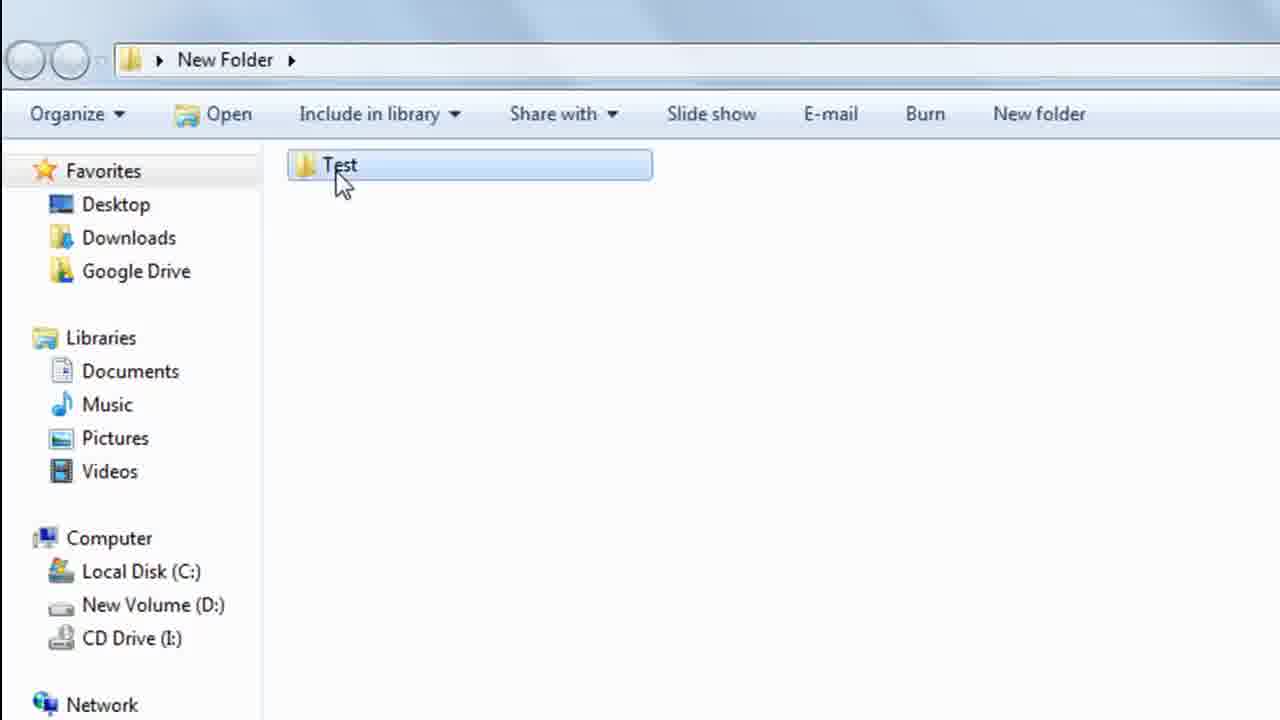 New Folder
Organize Open Include in library Share with Slide show E-mail Burn New folder
Favorites
Desktop
Downloads
Google Drive
Libraries
Documents
Music
Pictures
Videos
Computer
Local Disk (C:)
New Volume (D:)
CD Drive (I:)
Network
Test